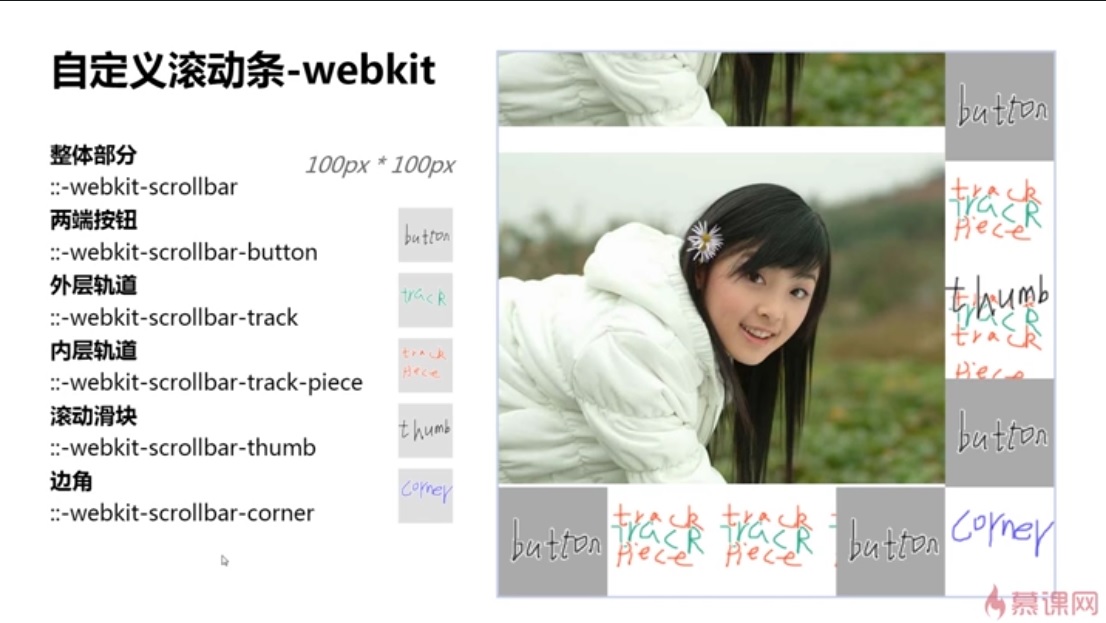 自定义滚动条-webkit
整体部分
100px * 100px
::-webkit-scrollbar
两端按钮
::-webkit-scrollbar-button
button
外层轨道
::-webkit-scrollbar-track
track
内层轨道
::-webkit-scrollbar-track-piece
track
piece
滚动滑块
::-webkit-scrollbar-thumb
thumb
边角
::-webkit-scrollbar-corner
corner
button
track
track
piece
thumb
track
track
piece
button
button
track
track
piece
track
track
piece
button
corner
慕课网